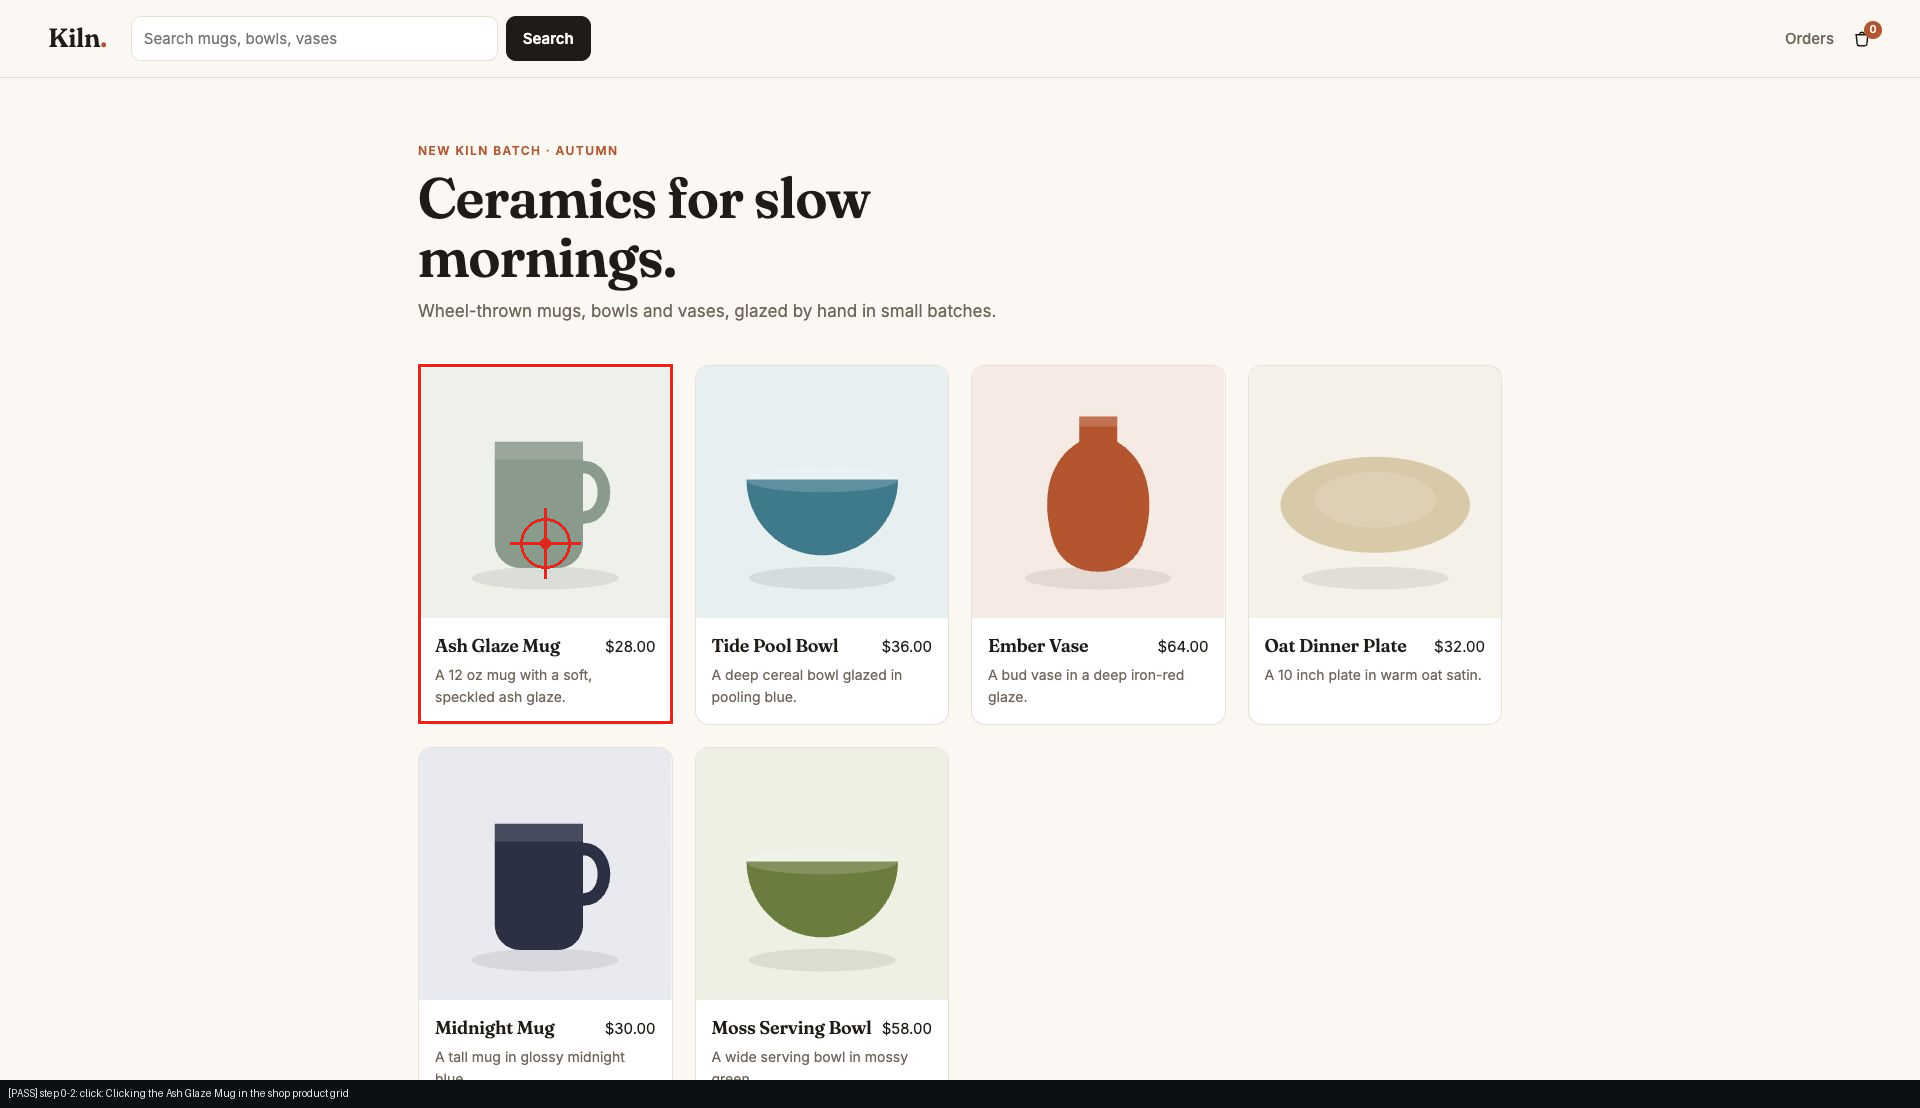 Kiln.
Search mugs, bowls, vases
Search
Orders
0
NEW KILN BATCH · AUTUMN
Ceramics for slow
mornings.
Wheel-thrown mugs, bowls and vases, glazed by hand in small batches.
Ash Glaze Mug $28.00
A 12 oz mug with a soft,
speckled ash glaze.
Tide Pool Bowl $36.00
A deep cereal bowl glazed in
pooling blue.
Ember Vase $64.00
A bud vase in a deep iron-red
glaze.
Oat Dinner Plate $32.00
A 10 inch plate in warm oat satin.
Midnight Mug $30.00
A tall mug in glossy midnight
blue.
Moss Serving Bowl $58.00
A wide serving bowl in mossy
green.
[PASS] step 0-2: click: Clicking the Ash Glaze Mug in the shop product grid